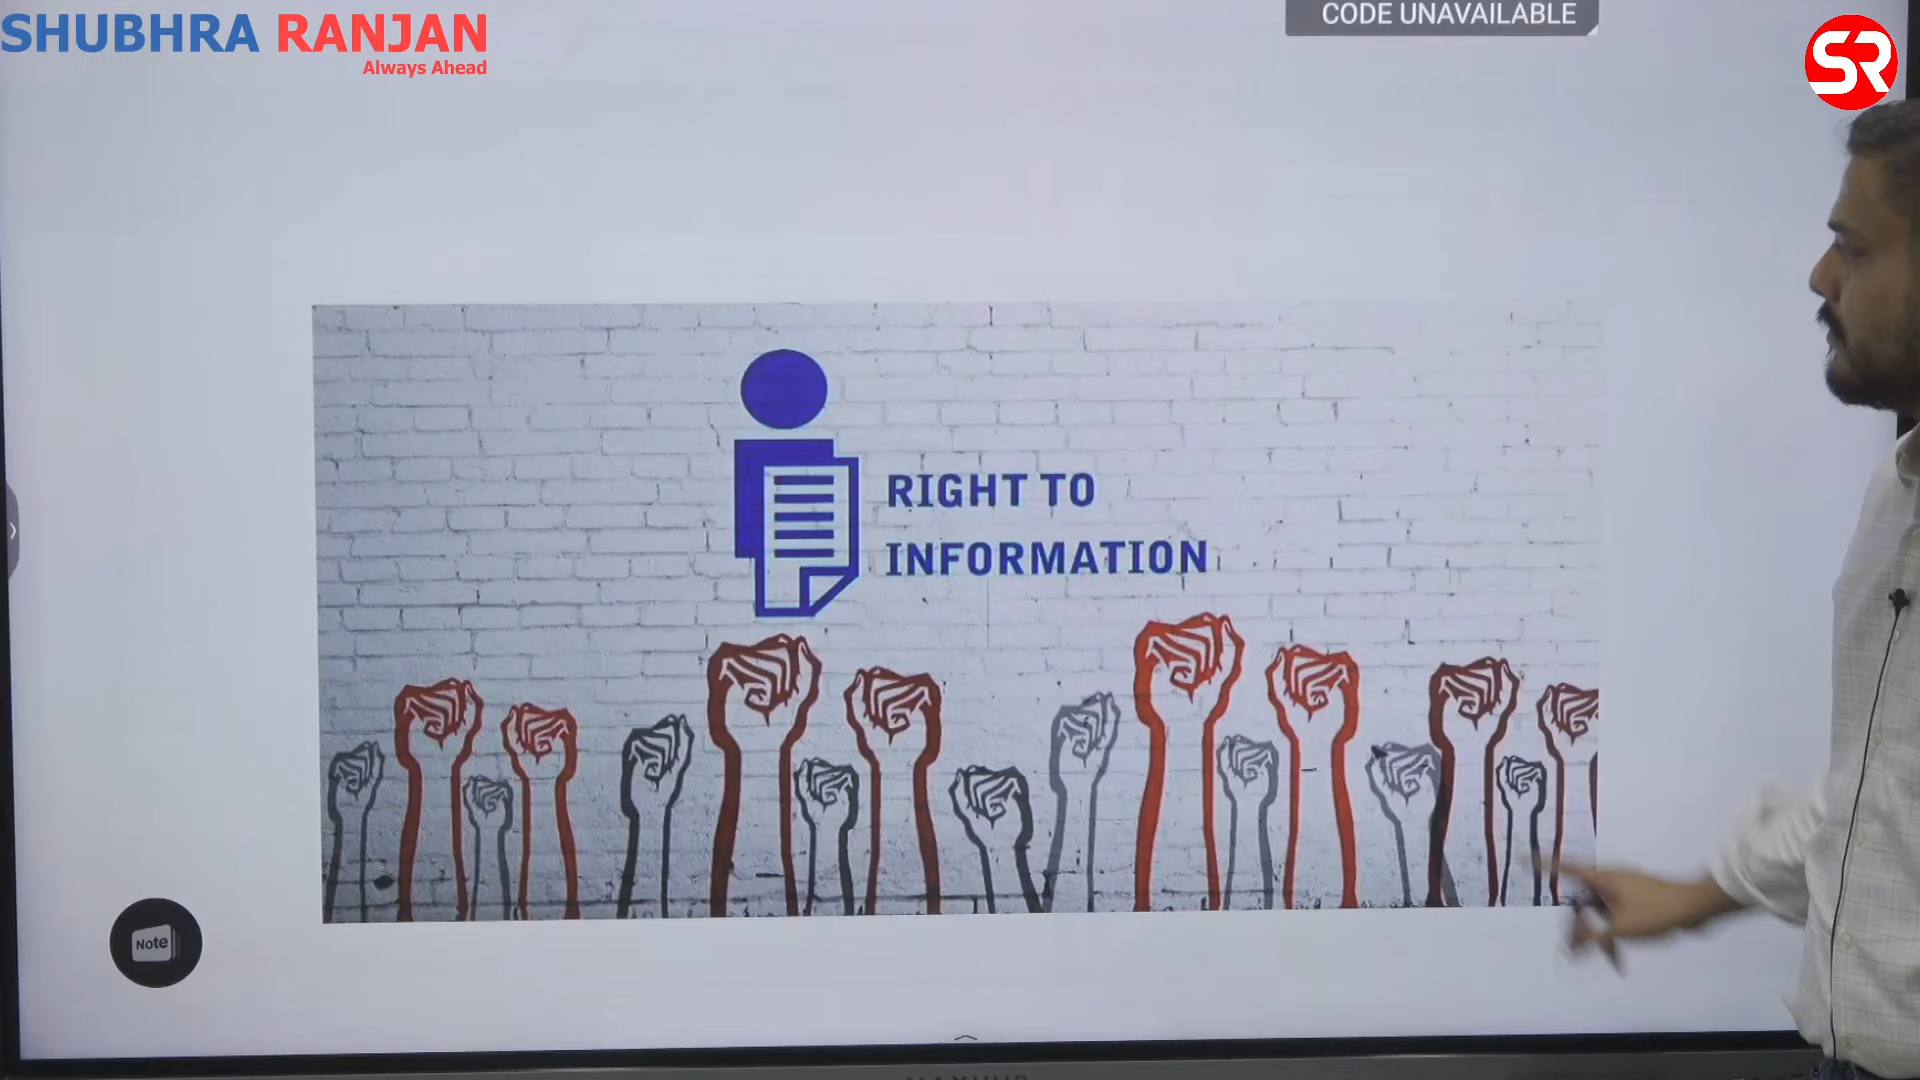 SHUBHRA RANJAN
Always Ahead
CODE UNAVAILABLE
SR
RIGHT TO
INFORMATION
Note